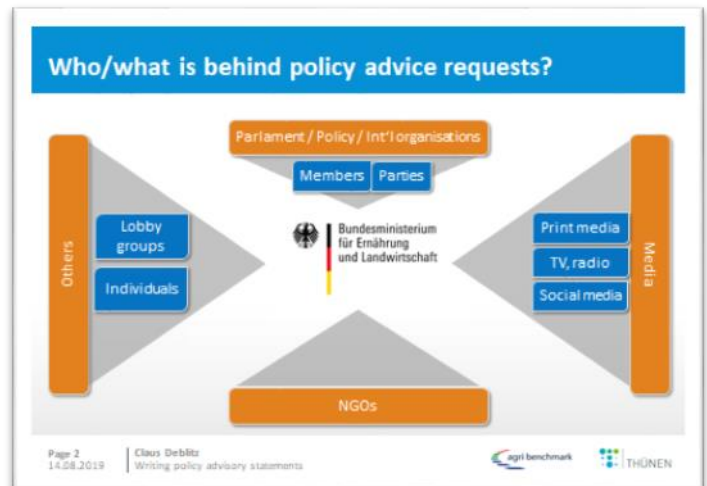 Who/what is behind policy advice requests?
Parlament / Policy / Int'l organisations
Members
Parties
Others
Lobby
groups
Individuals
Bundesministerium
für Ernährung
und Landwirtschaft
Print media
TV, radio
Social media
Media
NGOs
Page 2
14.08.2019
Claus Deblitz
Writing policy advisory statements
agri benchmark
THÜNEN